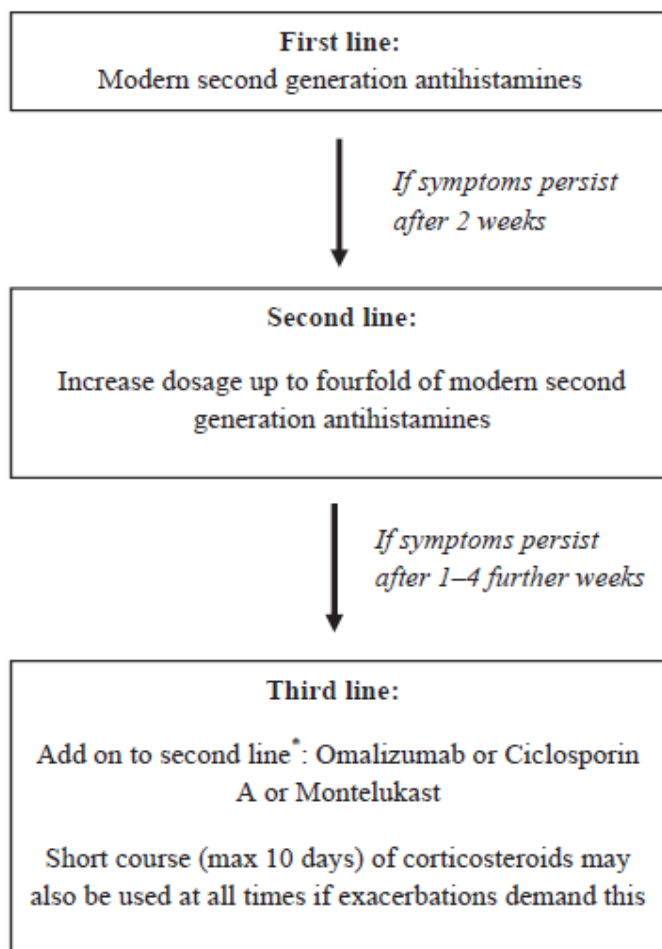 First line:
Modern second generation antihistamines
If symptoms persist
after 2 weeks
Second line:
Increase dosage up to fourfold of modern second
generation antihistamines
If symptoms persist
after 1–4 further weeks
Third line:
Add on to second line*: Omalizumab or Ciclosporin
A or Montelukast
Short course (max 10 days) of corticosteroids may
also be used at all times if exacerbations demand this